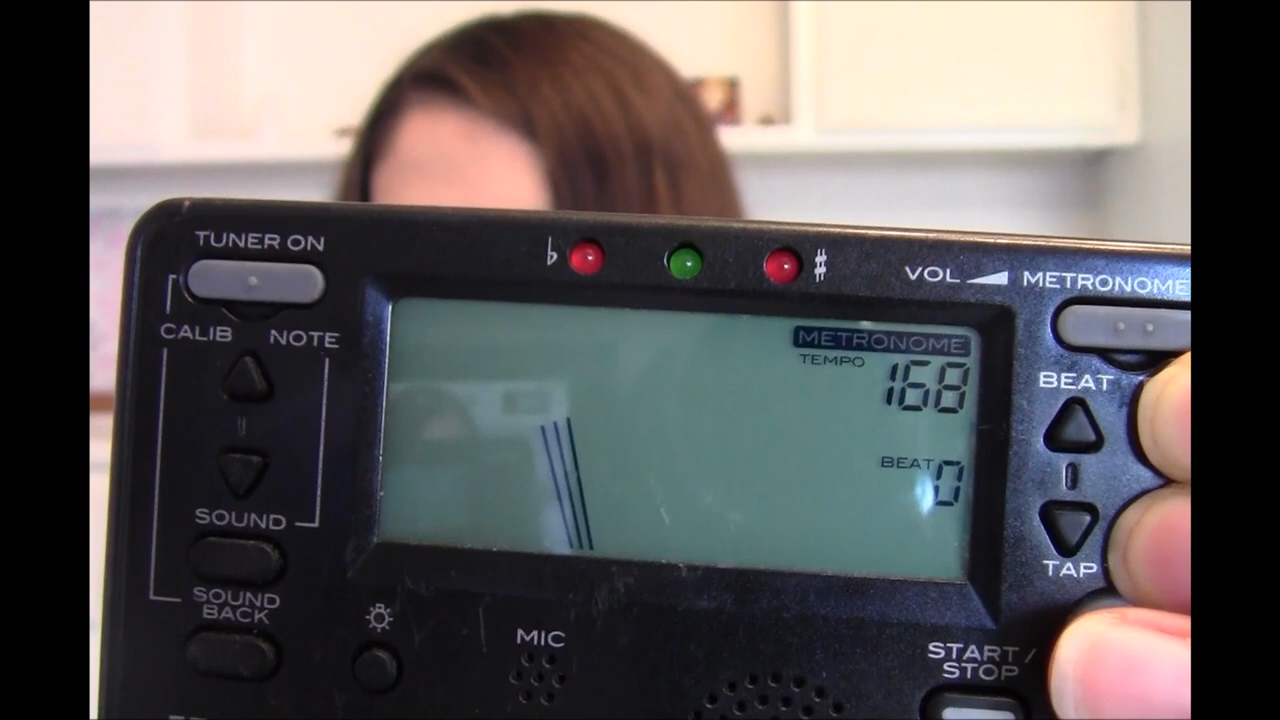 TUNER ON
♭
♯
VOL
METRONOME
CALIB
NOTE
METRONOME
TEMPO
168
BEAT
BEAT
0
SOUND
TAP
SOUND
BACK
MIC
START/
STOP